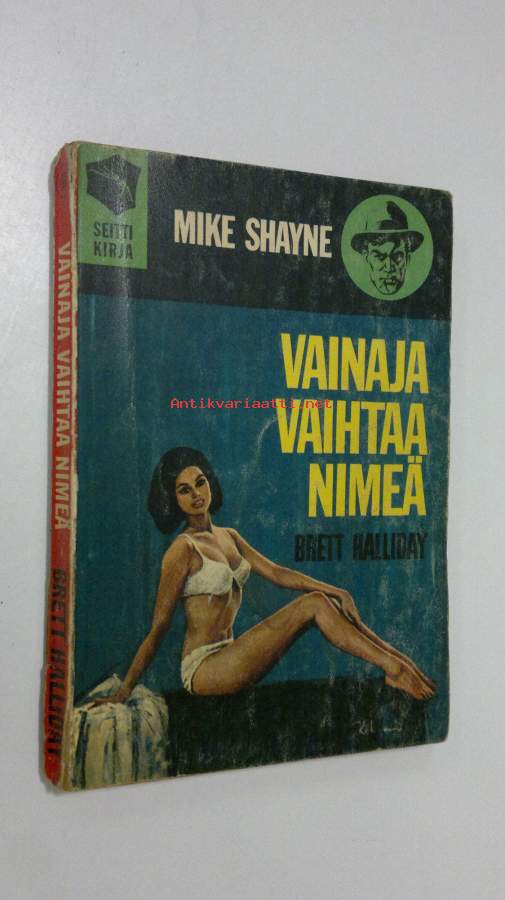 SEITTI
KIRJA
MIKE SHAYNE
VAINAJA
VAIHTAA
NIMEÄ
BRETT HALLIDAY
VAINAJA VAIHTAA NIMEÄ
BRETT HALLIDAY
Antikvariaatti.net